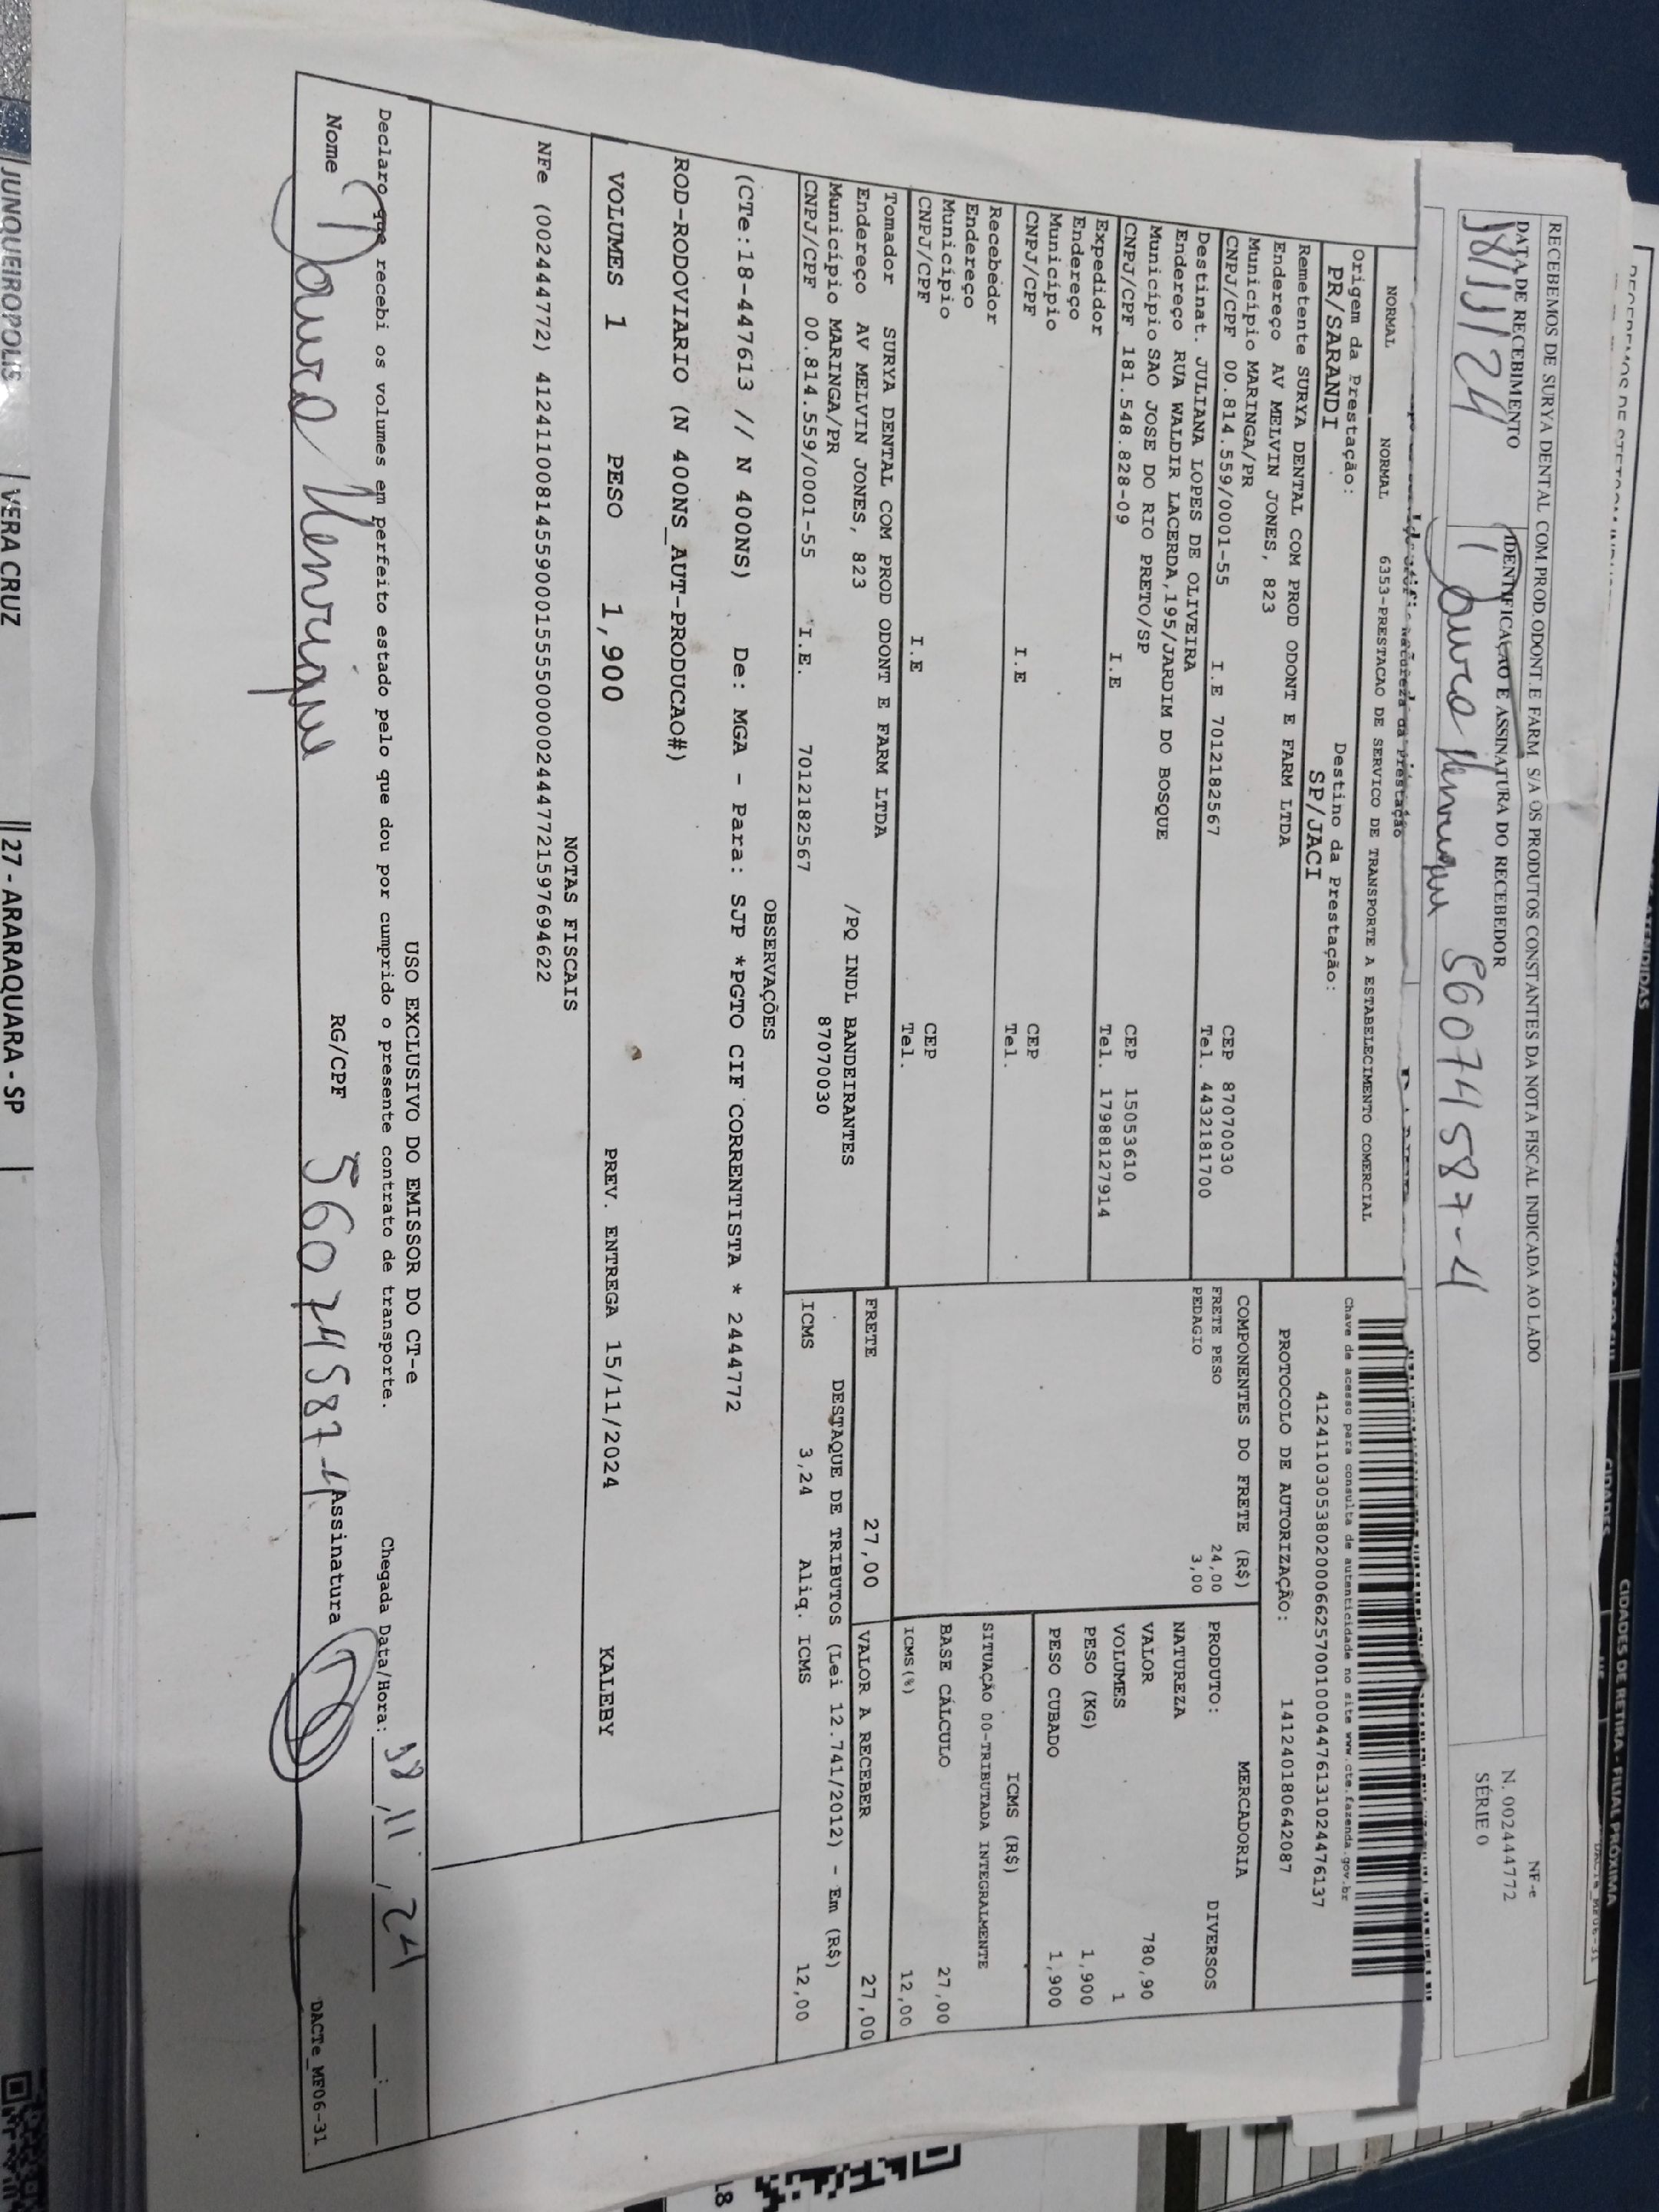 RECEBEMOS DE SURYA DENTAL COM PROD.ODONT E FARM. S/A OS PRODUTOS CONSTANTES DA NOTA FISCAL INDICADA AO LADO
DATA DE RECEBIMENTO
IDENTIFICAÇÃO E ASSINATURA DO RECEBEDOR
18/11/24
Henrique 56074587-4
NF-e
N. 002444772
SÉRIE 0
NORMAL NORMAL 6353-PRESTACAO DE SERVICO DE TRANSPORTE A ESTABELECIMENTO COMERCIAL
Origem da Prestação:
PR/SARANDI
Destino da Prestação:
SP/JACI
Remetente SURYA DENTAL COM PROD ODONT E FARM LTDA
Endereço AV MELVIN JONES, 823
Município MARINGA/PR CEP 87070030
CNPJ/CPF 00.814.559/0001-55 I.E 7012182567 Tel. 4432181700
Destinat. JULIANA LOPES DE OLIVEIRA
Endereço RUA WALDIR LACERDA,195/JARDIM DO BOSQUE
Município SAO JOSE DO RIO PRETO/SP CEP 15053610
CNPJ/CPF 181.548.828-09 I.E Tel. 17988127914
Expedidor
Endereço
Município CEP
CNPJ/CPF I.E Tel.
Recebedor
Endereço
Município CEP
CNPJ/CPF I.E Tel.
Tomador SURYA DENTAL COM PROD ODONT E FARM LTDA
Endereço AV MELVIN JONES, 823 /PQ INDL BANDEIRANTES
Município MARINGA/PR 87070030
CNPJ/CPF 00.814.559/0001-55 I.E. 7012182567
Chave de acesso para consulta de autenticidade no site www.cte.fazenda.gov.br
41241103053802000662570010004476131024476137
PROTOCOLO DE AUTORIZAÇÃO: 141240180642087
COMPONENTES DO FRETE (R$)
FRETE PESO 24,00
PEDAGIO 3,00
MERCADORIA
PRODUTO: DIVERSOS
NATUREZA
VALOR 780,90
VOLUMES 1
PESO (KG) 1,900
PESO CUBADO 1,900
ICMS (R$)
SITUAÇÃO 00-TRIBUTADA INTEGRALMENTE
BASE CÁLCULO 27,00
ICMS(%) 12,00
FRETE 27,00
VALOR A RECEBER 27,00
DESTAQUE DE TRIBUTOS (Lei 12.741/2012) - Em (R$)
ICMS 3,24 Aliq. ICMS 12,00
OBSERVAÇÕES
(CTe:18-447613 // N 400NS) De: MGA - Para: SJP *PGTO CIF CORRENTISTA * 2444772
ROD-RODOVIARIO (N 400NS_AUT-PRODUCAO#)
VOLUMES 1 PESO 1,900 PREV. ENTREGA 15/11/2024 KALEBY
NOTAS FISCAIS
NFe (002444772) 41241100814559000155550000024447721597694622
USO EXCLUSIVO DO EMISSOR DO CT-e
Declaro que recebi os volumes em perfeito estado pelo que dou por cumprido o presente contrato de transporte.
Chegada Data/Hora: 18,11,24
Nome Henrique RG/CPF 56074587-4 Assinatura
DACTe_MF06-31
JUNQUEIROPOLIS
VERA CRUZ
27 - ARARAQUARA - SP
CIDADES DE RETIRA - FILIAL PRÓXIMA
CIDADES